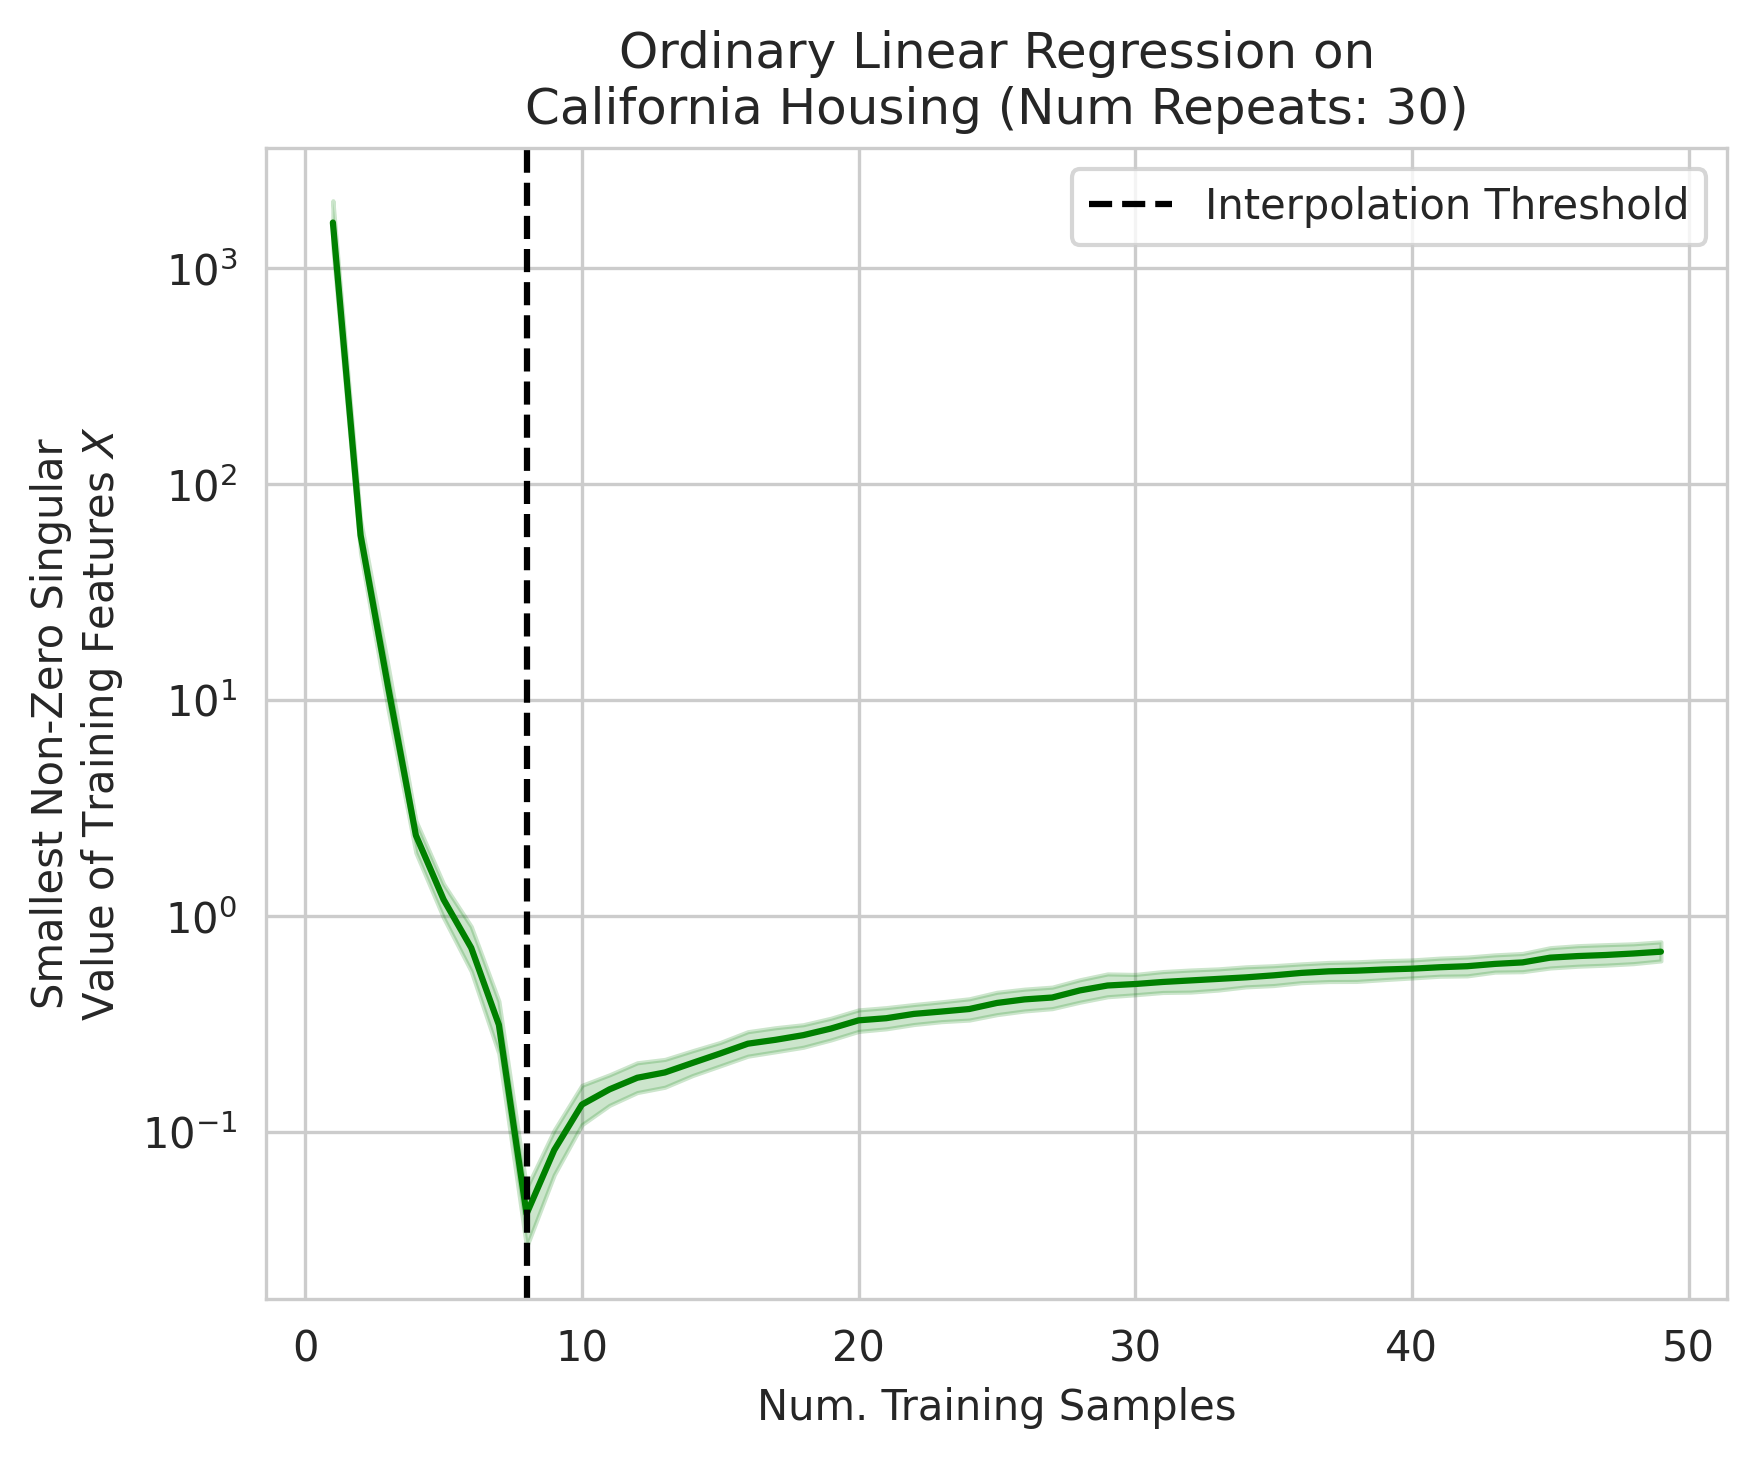 Ordinary Linear Regression on
California Housing (Num Repeats: 30)
Interpolation Threshold
Smallest Non-Zero Singular
Value of Training Features X
10³
10²
10¹
10⁰
10⁻¹
0 10 20 30 40 50
Num. Training Samples